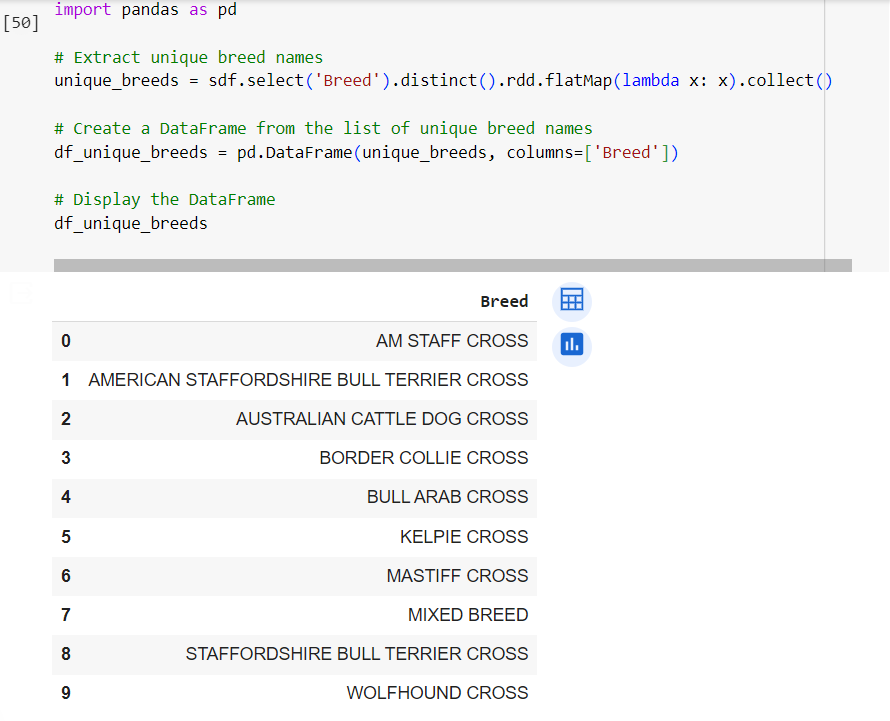 import pandas as pd
[50]
# Extract unique breed names
unique_breeds = sdf.select('Breed').distinct().rdd.flatMap(lambda x: x).collect()
# Create a DataFrame from the list of unique breed names
df_unique_breeds = pd.DataFrame(unique_breeds, columns=['Breed'])
# Display the DataFrame
df_unique_breeds
Breed
0 AM STAFF CROSS
1 AMERICAN STAFFORDSHIRE BULL TERRIER CROSS
2 AUSTRALIAN CATTLE DOG CROSS
3 BORDER COLLIE CROSS
4 BULL ARAB CROSS
5 KELPIE CROSS
6 MASTIFF CROSS
7 MIXED BREED
8 STAFFORDSHIRE BULL TERRIER CROSS
9 WOLFHOUND CROSS